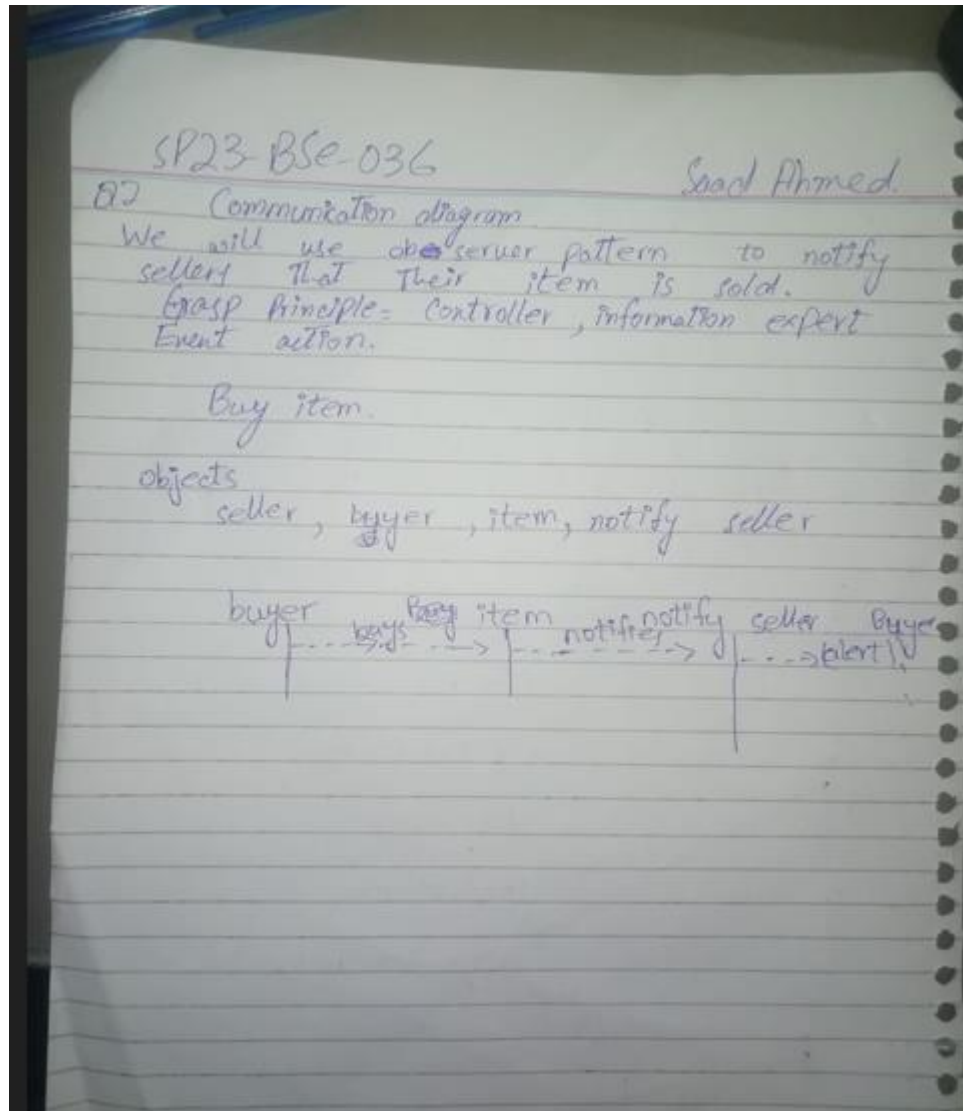 SP23-BSe-036 Saad Ahmed.
Q2 Communication diagram
We will use observer pattern to notify
sellers that Their item is sold.
Grasp Principle = Controller, information expert
Event action.
Buy item.
objects
seller, buyer, item, notify seller
buyer item notify seller Buyer
buys notifies alert